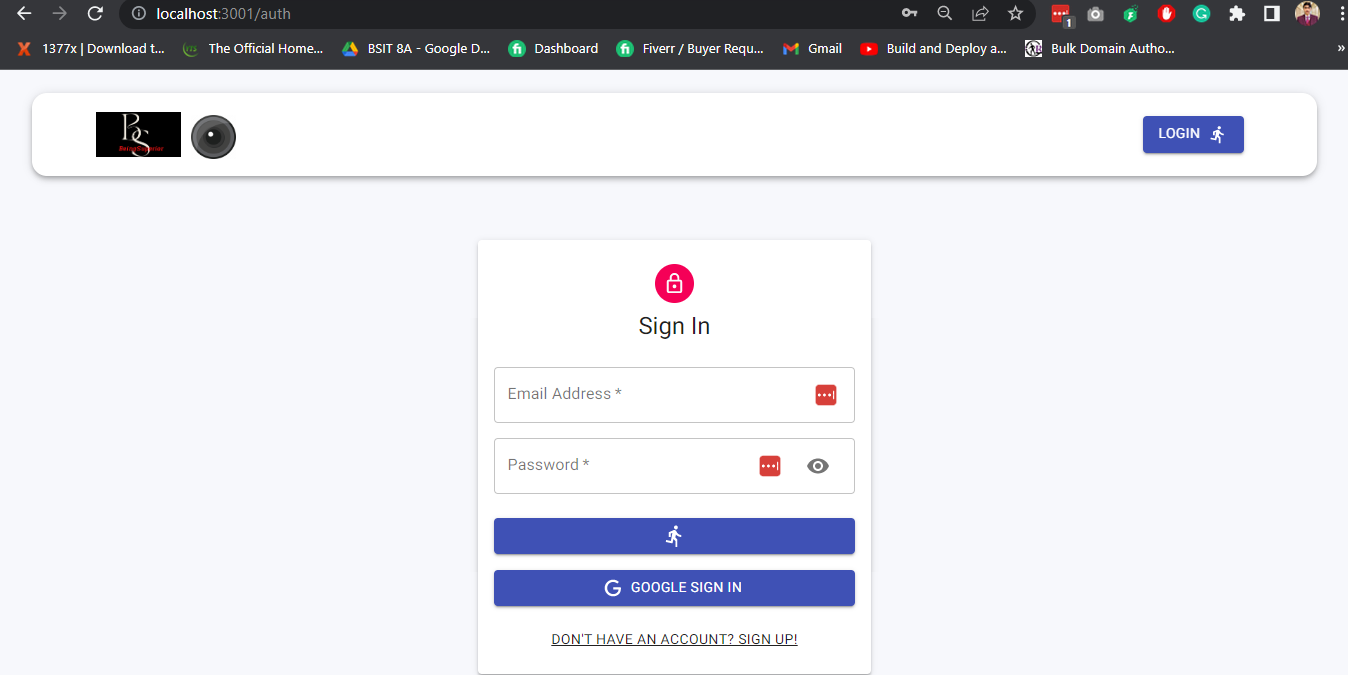 localhost:3001/auth
1
1377x | Download t...
The Official Home...
BSIT 8A - Google D...
Dashboard
Fiverr / Buyer Requ...
Gmail
Build and Deploy a...
Bulk Domain Autho...
»
BS
BeingSuperior
LOGIN
Sign In
Email Address *
Password *
GOOGLE SIGN IN
DON'T HAVE AN ACCOUNT? SIGN UP!